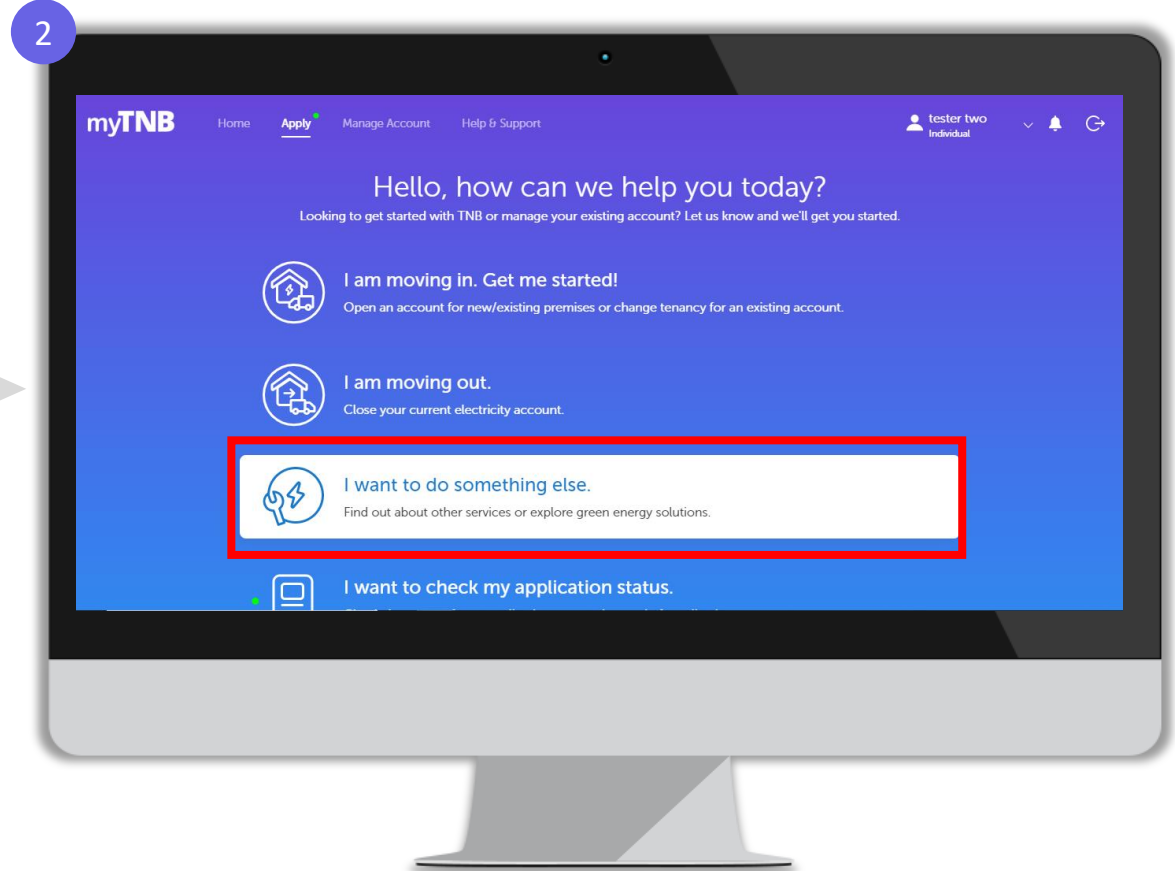 2
myTNB Home Apply Manage Account Help & Support tester two
Individual
Hello, how can we help you today?
Looking to get started with TNB or manage your existing account? Let us know and we'll get you started.
I am moving in. Get me started!
Open an account for new/existing premises or change tenancy for an existing account.
I am moving out.
Close your current electricity account.
I want to do something else.
Find out about other services or explore green energy solutions.
I want to check my application status.